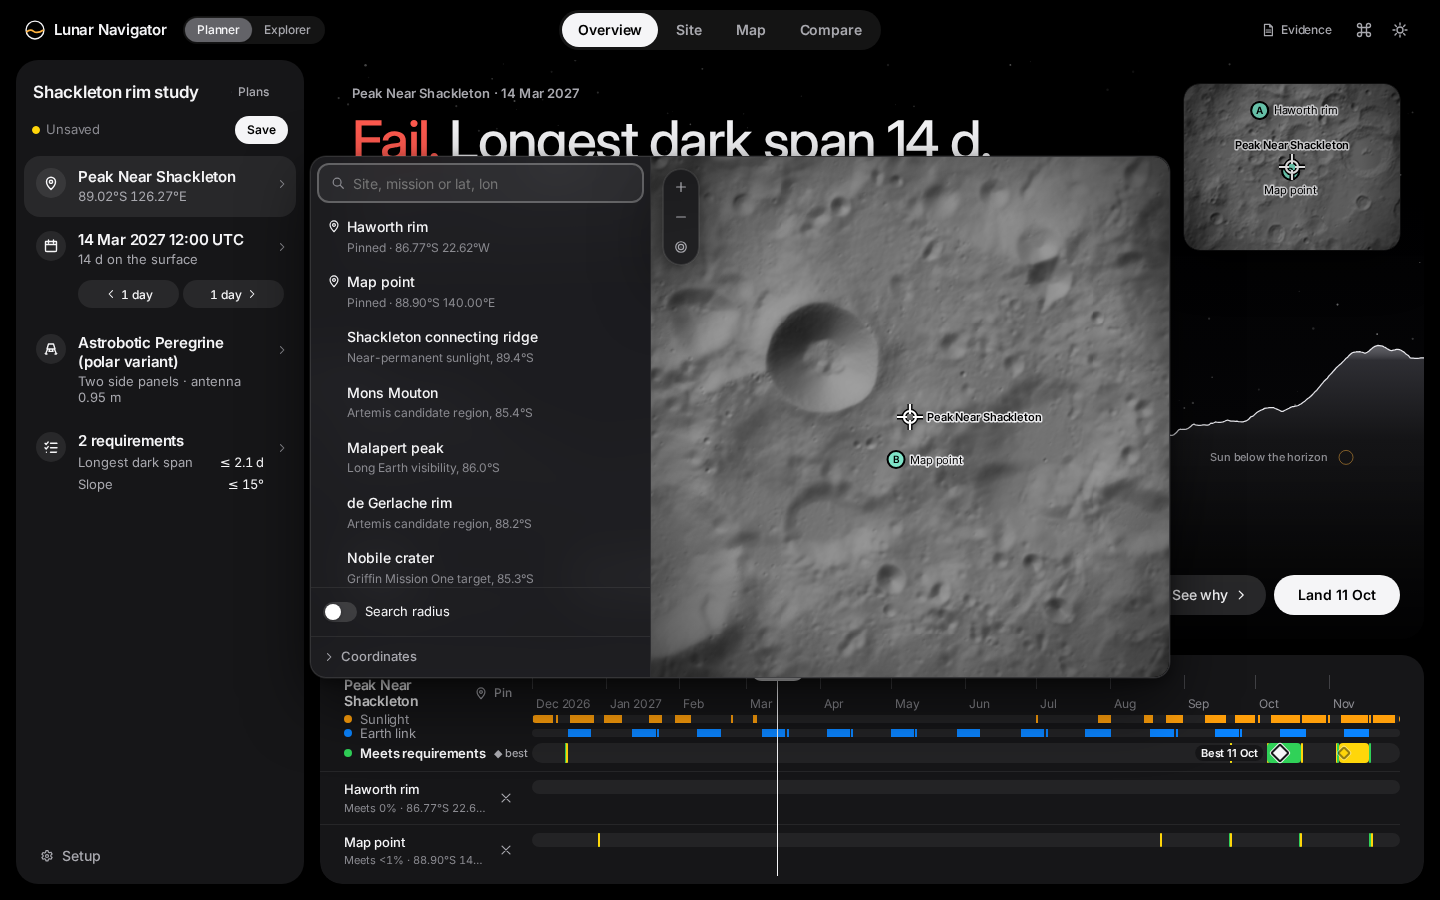 Lunar Navigator
Planner
Explorer
Overview
Site
Map
Compare
Evidence
Shackleton rim study
Plans
Unsaved
Save
Peak Near Shackleton
89.02°S 126.27°E
14 Mar 2027 12:00 UTC
14 d on the surface
1 day
1 day
Astrobotic Peregrine
(polar variant)
Two side panels · antenna
0.95 m
2 requirements
Longest dark span ≤ 2.1 d
Slope ≤ 15°
Setup
Peak Near Shackleton · 14 Mar 2027
Fail. Longest dark span 14 d.
A Haworth rim
Peak Near Shackleton
Map point
Site, mission or lat, lon
Haworth rim
Pinned · 86.77°S 22.62°W
Map point
Pinned · 88.90°S 140.00°E
Shackleton connecting ridge
Near-permanent sunlight, 89.4°S
Mons Mouton
Artemis candidate region, 85.4°S
Malapert peak
Long Earth visibility, 86.0°S
de Gerlache rim
Artemis candidate region, 88.2°S
Nobile crater
Griffin Mission One target, 85.3°S
Search radius
Coordinates
Peak Near Shackleton
B Map point
Sun below the horizon
See why
Land 11 Oct
Peak Near
Shackleton
Pin
Dec 2026 Jan 2027 Feb Mar Apr May Jun Jul Aug Sep Oct Nov
Sunlight
Earth link
Meets requirements ◆ best
Best 11 Oct
Haworth rim
Meets 0% · 86.77°S 22.6...
Map point
Meets <1% · 88.90°S 14...